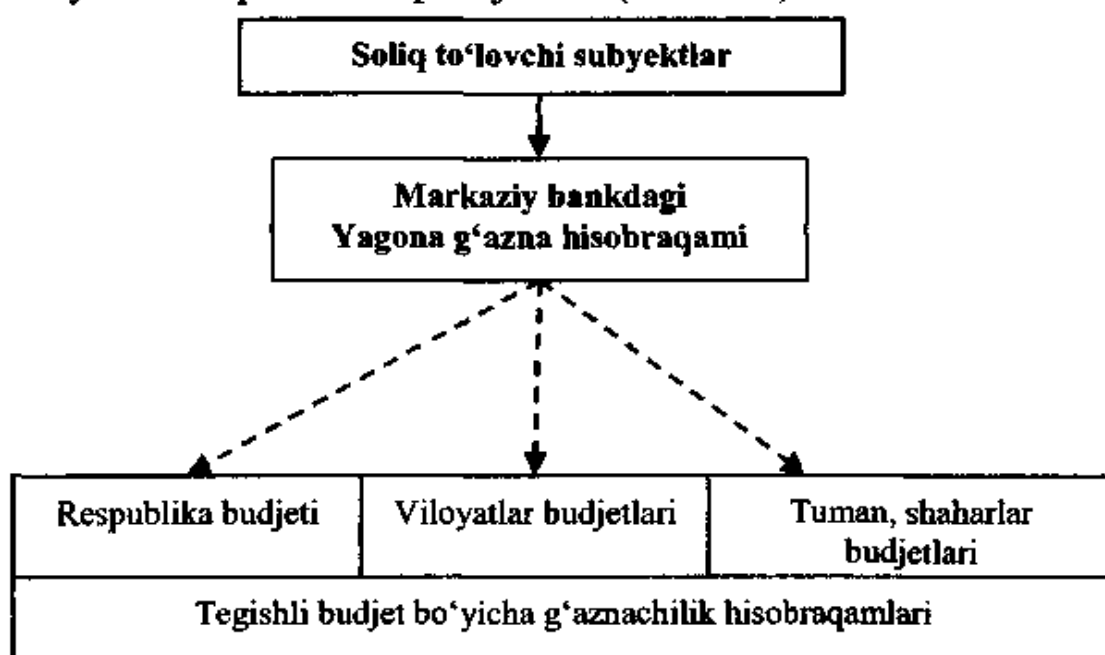 Soliq to‘lovchi subyektlar
Markaziy bankdagi
Yagona g‘azna hisobraqami
Respublika budjeti
Viloyatlar budjetlari
Tuman, shaharlar
budjetlari
Tegishli budjet bo‘yicha g‘aznachilik hisobraqamlari